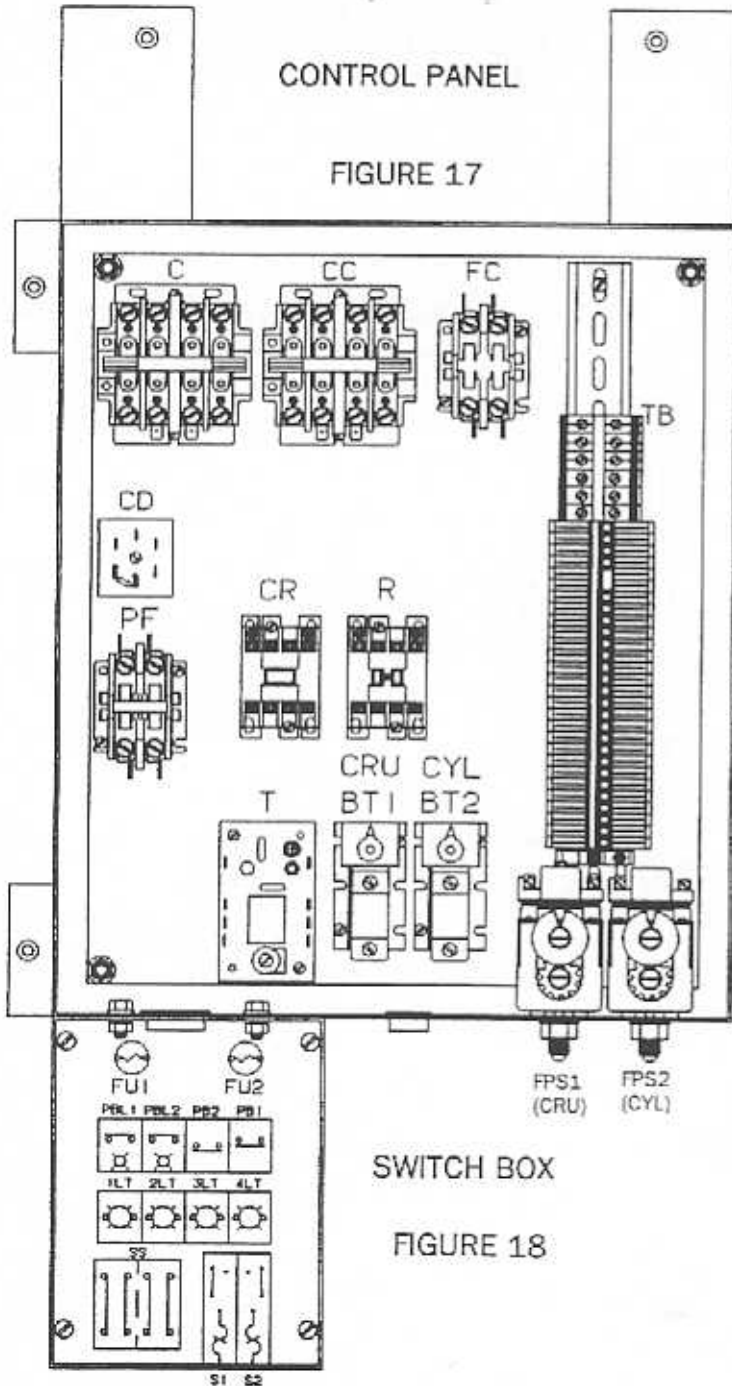 CONTROL PANEL
FIGURE 17
C CC FC
TB
CD
CR R
PF
CRU CYL
T BT1 BT2
FU1 FU2
FPS1 FPS2
(CRU) (CYL)
PBL1 PBL2 PB2 PB1
1LT 2LT 3LT 4LT
SWITCH BOX
FIGURE 18
SS
S1 S2